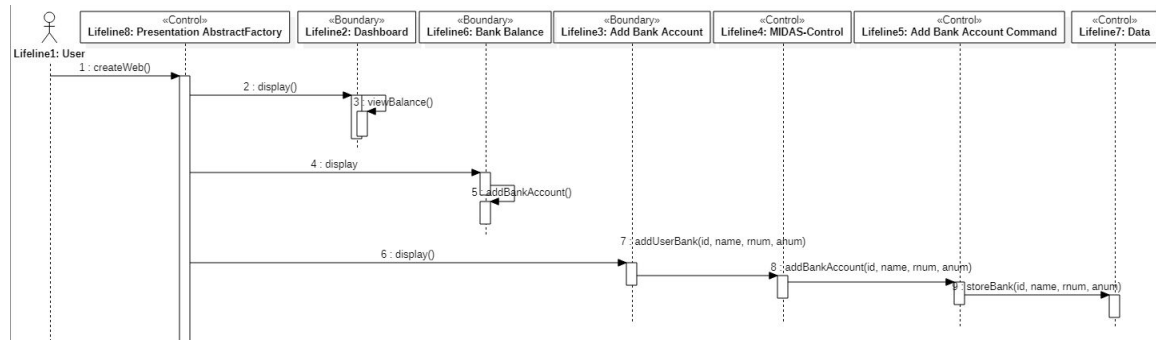 «Control»
Lifeline8: Presentation AbstractFactory
«Boundary»
Lifeline2: Dashboard
«Boundary»
Lifeline6: Bank Balance
«Boundary»
Lifeline3: Add Bank Account
«Control»
Lifeline4: MIDAS-Control
«Control»
Lifeline5: Add Bank Account Command
«Control»
Lifeline7: Data
Lifeline1: User
1 : createWeb()
2 : display()
3 : viewBalance()
4 : display
5 : addBankAccount()
6 : display()
7 : addUserBank(id, name, rnum, anum)
8 : addBankAccount(id, name, rnum, anum)
9 : storeBank(id, name, rnum, anum)